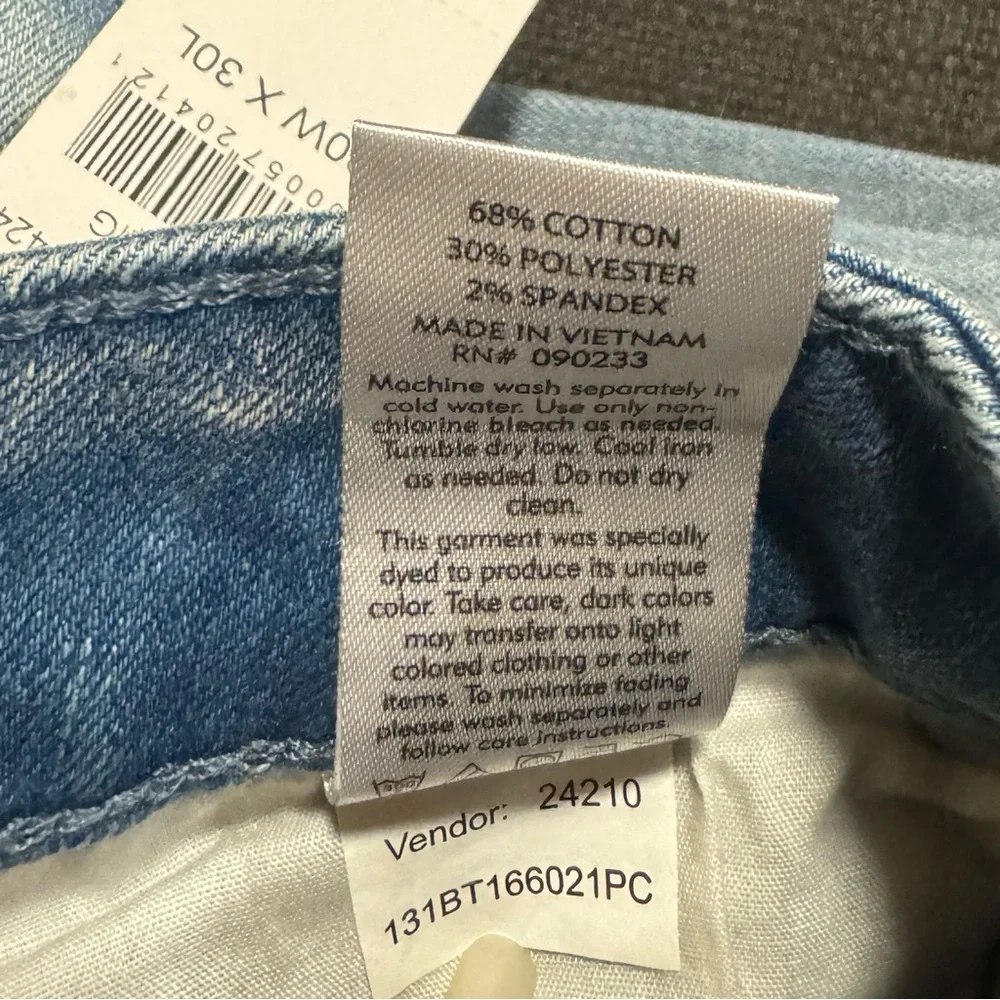 68% COTTON
30% POLYESTER
2% SPANDEX
MADE IN VIETNAM
RN# 090233
Machine wash separately in
cold water. Use only non-
chlorine bleach as needed.
Tumble dry low. Cool iron
as needed. Do not dry
clean.
This garment was specially
dyed to produce its unique
color. Take care, dark colors
may transfer onto light
colored clothing or other
items. To minimize fading
please wash separately and
follow care instructions.
Vendor: 24210
131BT166021PC
0W X 30L
0057204121
424